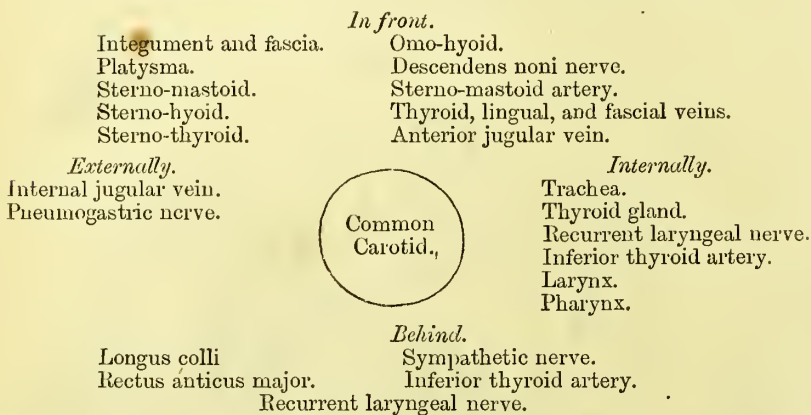 In front.
Integument and fascia. Omo-hyoid.
Platysma. Descendens noni nerve.
Sterno-mastoid. Sterno-mastoid artery.
Sterno-hyoid. Thyroid, lingual, and fascial veins.
Sterno-thyroid. Anterior jugular vein.
Externally.
Internal jugular vein.
Pneumogastric nerve.
Common
Carotid.,
Internally.
Trachea.
Thyroid gland.
Recurrent laryngeal nerve.
Inferior thyroid artery.
Larynx.
Pharynx.
Behind.
Longus colli Sympathetic nerve.
Rectus anticus major. Inferior thyroid artery.
Recurrent laryngeal nerve.